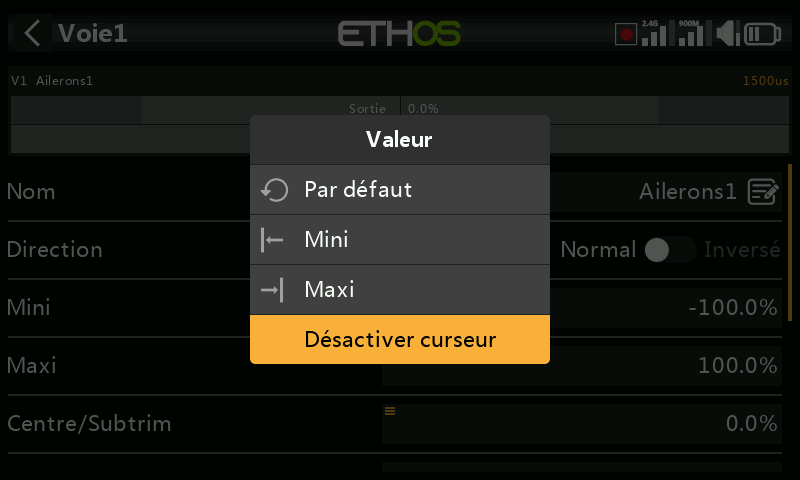 Voie1
ETHOS
2.4G 900M
V1 Ailerons1 1500us
Sortie 0.0%
Valeur
Par défaut
Mini
Maxi
Désactiver curseur
Nom Ailerons1
Direction Normal Inversé
Mini -100.0%
Maxi 100.0%
Centre/Subtrim 0.0%